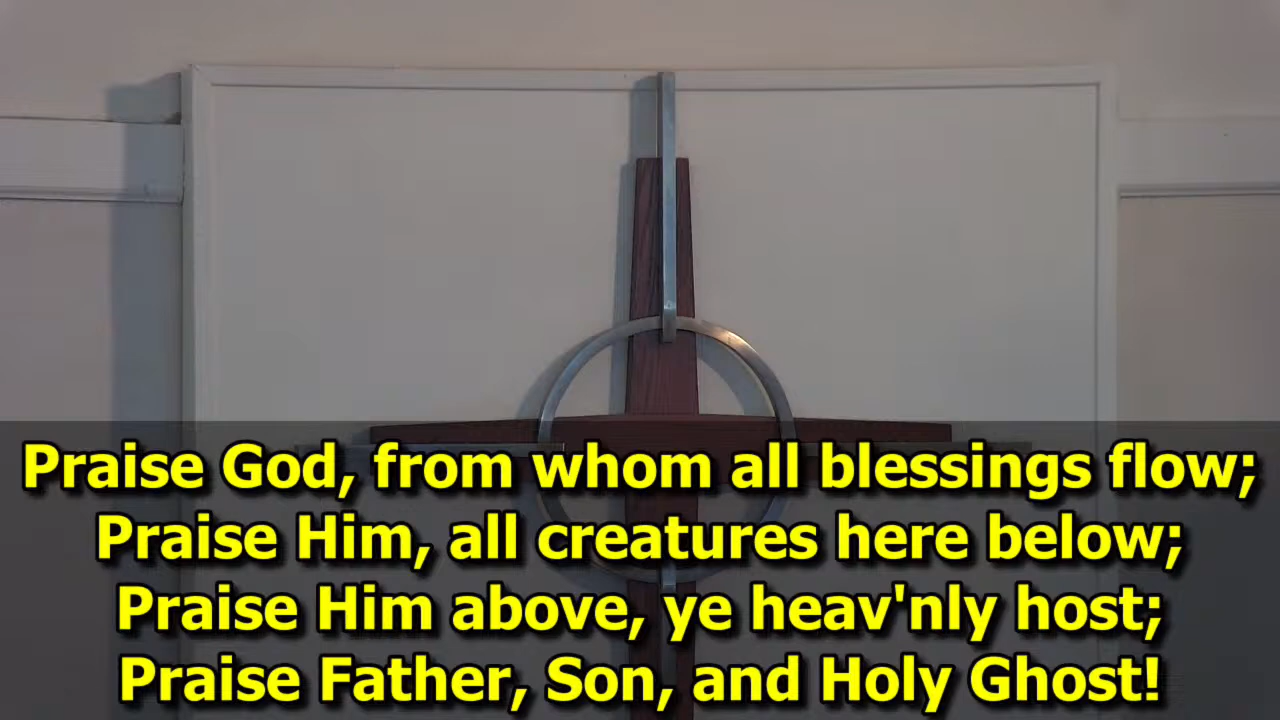 Praise God, from whom all blessings flow;
Praise Him, all creatures here below;
Praise Him above, ye heav'nly host;
Praise Father, Son, and Holy Ghost!